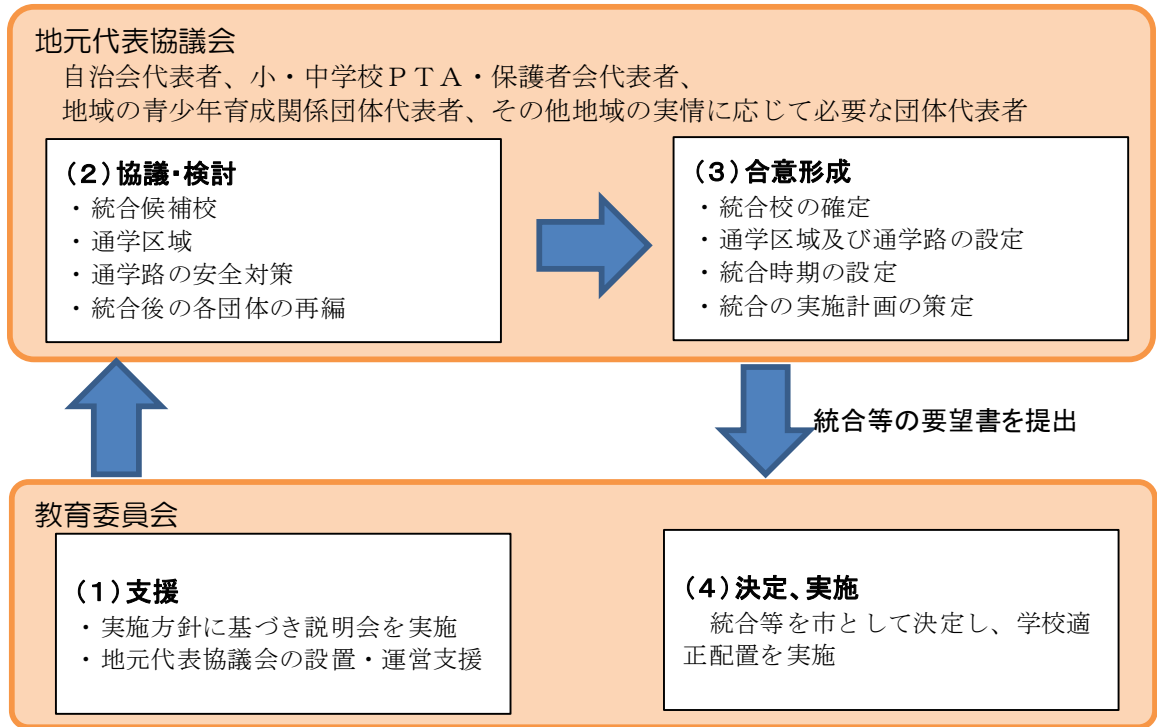 地元代表協議会
自治会代表者、小・中学校ＰＴＡ・保護者会代表者、
地域の青少年育成関係団体代表者、その他地域の実情に応じて必要な団体代表者
（２）協議・検討
・統合候補校
・通学区域
・通学路の安全対策
・統合後の各団体の再編
（３）合意形成
・統合校の確定
・通学区域及び通学路の設定
・統合時期の設定
・統合の実施計画の策定
統合等の要望書を提出
教育委員会
（１）支援
・実施方針に基づき説明会を実施
・地元代表協議会の設置・運営支援
（４）決定、実施
統合等を市として決定し、学校適
正配置を実施